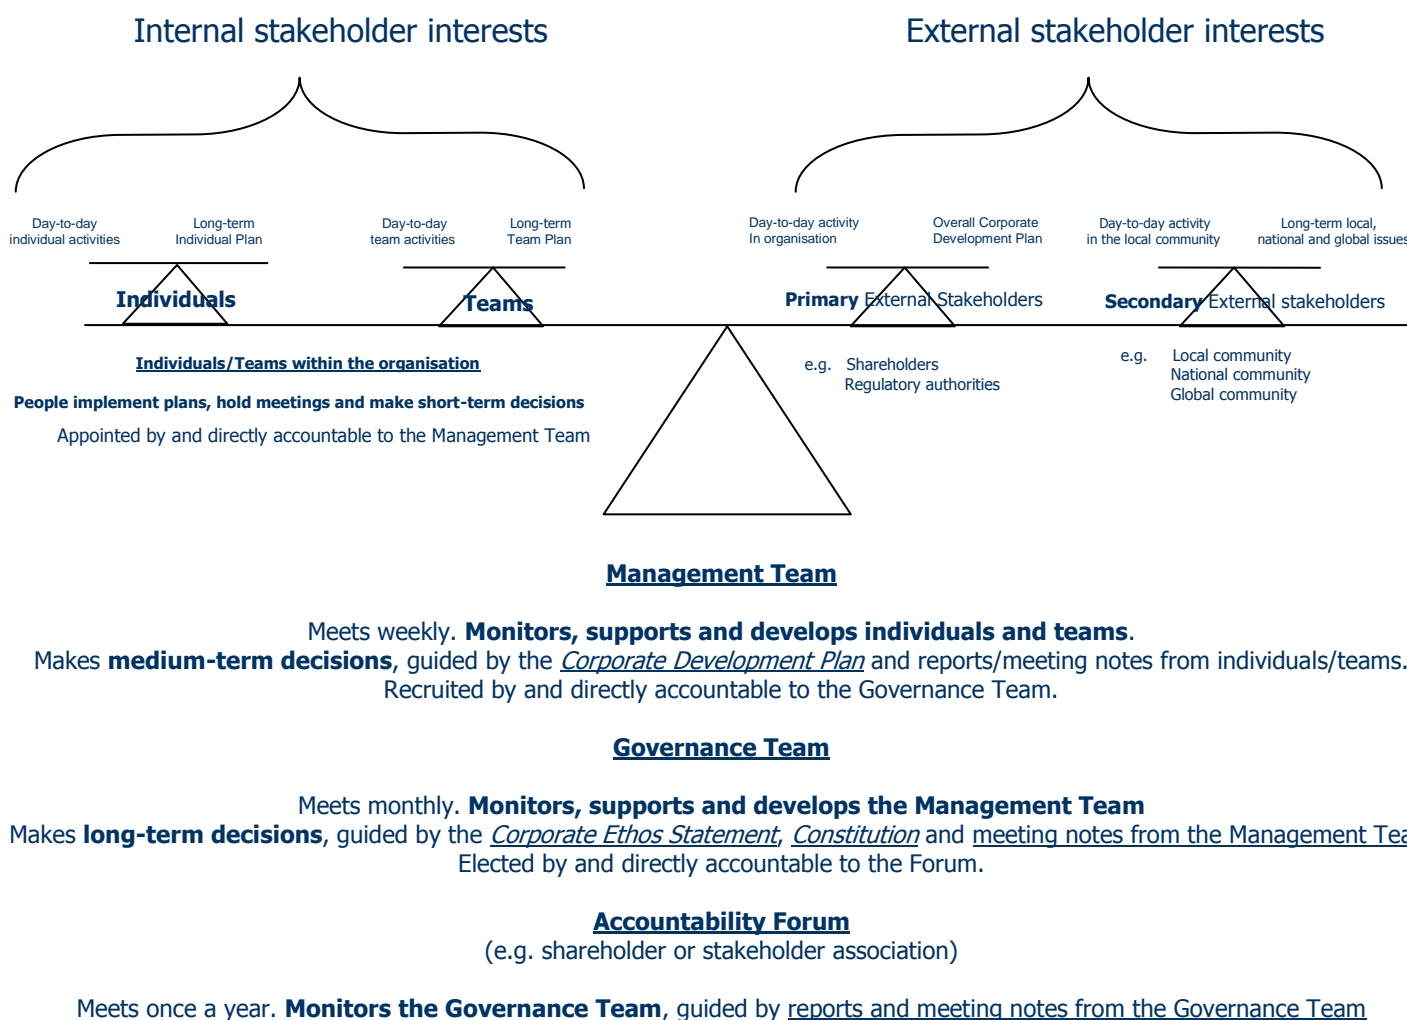 Internal stakeholder interests
External stakeholder interests
Day-to-day
individual activities
Long-term
Individual Plan
Day-to-day
team activities
Long-term
Team Plan
Day-to-day activity
In organisation
Overall Corporate
Development Plan
Day-to-day activity
in the local community
Long-term local,
national and global issues
Individuals
Teams
Primary External Stakeholders
Secondary External stakeholders
Individuals/Teams within the organisation
People implement plans, hold meetings and make short-term decisions
Appointed by and directly accountable to the Management Team
e.g. Shareholders
Regulatory authorities
e.g. Local community
National community
Global community
Management Team
Meets weekly. Monitors, supports and develops individuals and teams.
Makes medium-term decisions, guided by the Corporate Development Plan and reports/meeting notes from individuals/teams.
Recruited by and directly accountable to the Governance Team.
Governance Team
Meets monthly. Monitors, supports and develops the Management Team
Makes long-term decisions, guided by the Corporate Ethos Statement, Constitution and meeting notes from the Management
Elected by and directly accountable to the Forum.
Accountability Forum
(e.g. shareholder or stakeholder association)
Meets once a year. Monitors the Governance Team, guided by reports and meeting notes from the Governance Team